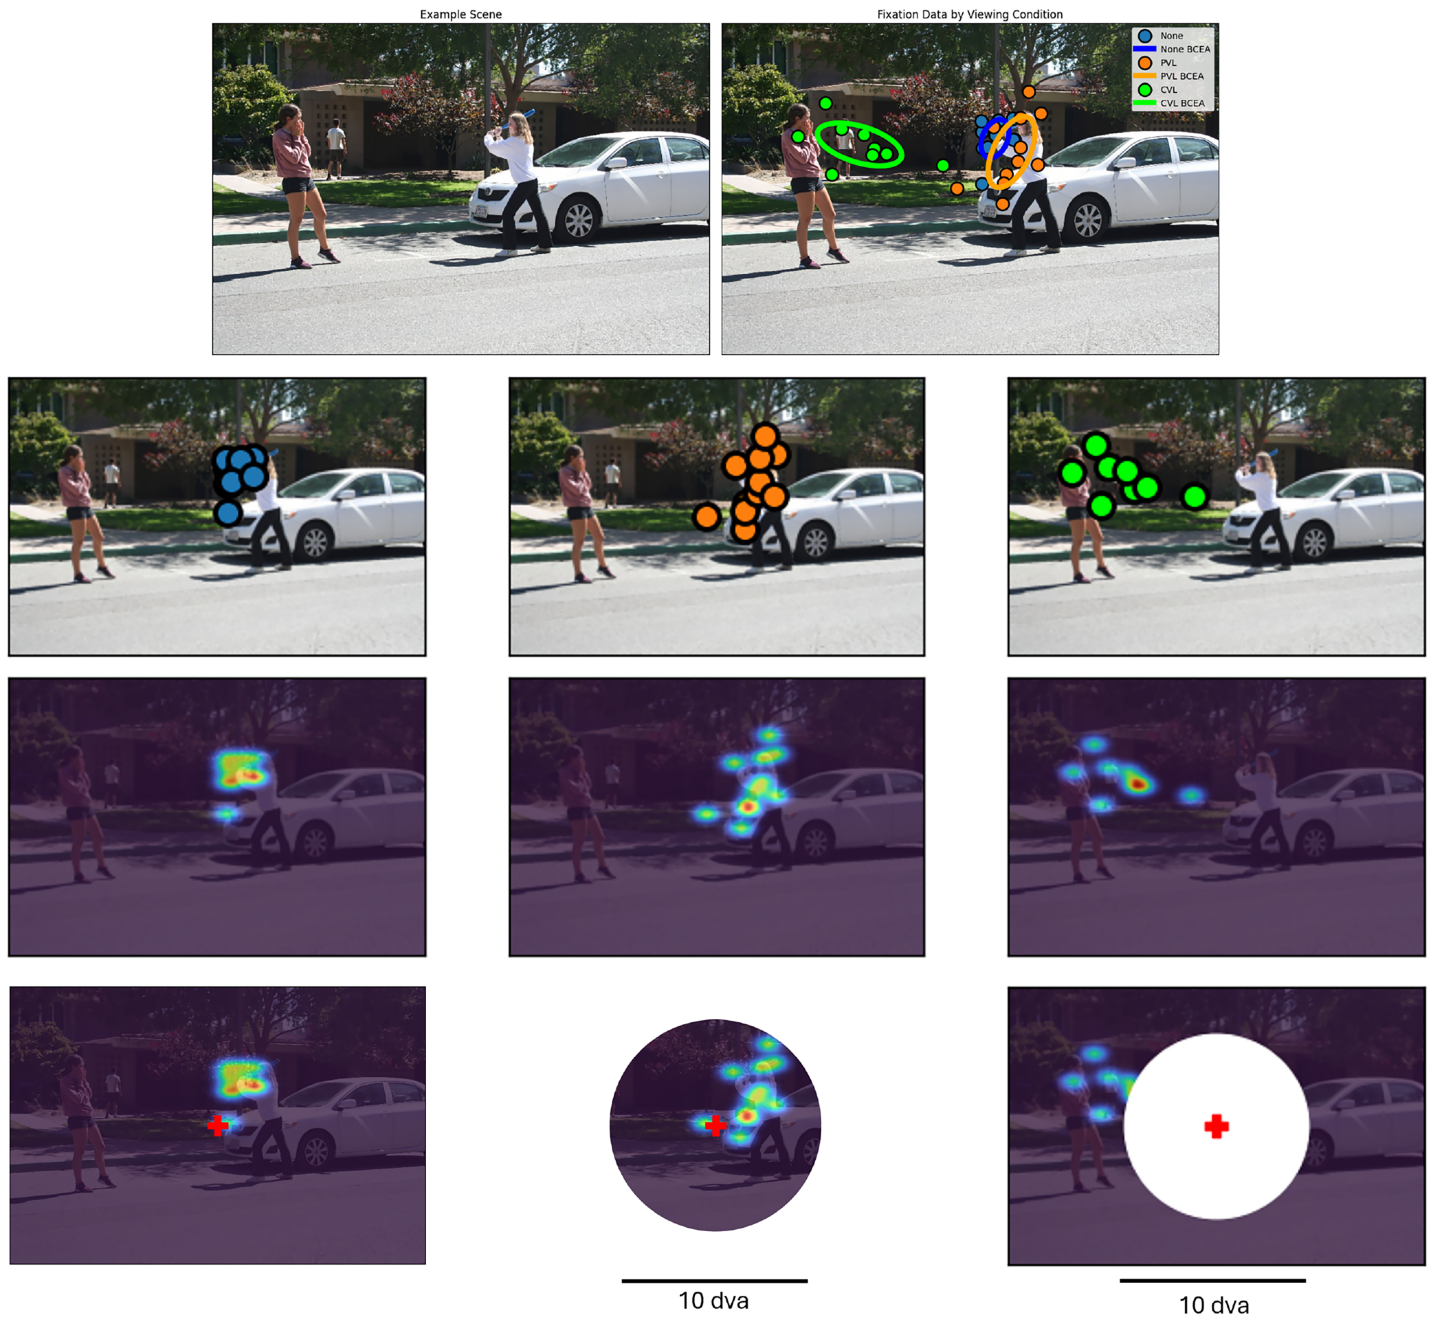 Example Scene
Fixation Data by Viewing Condition
None
None BCEA
PVL
PVL BCEA
CVL
CVL BCEA
10 dva
10 dva